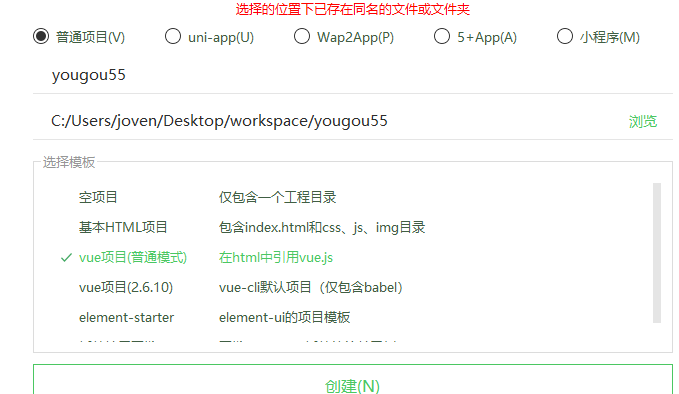 选择的位置下已存在同名的文件或文件夹
普通项目(V) uni-app(U) Wap2App(P) 5+App(A) 小程序(M)
yougou55
C:/Users/joven/Desktop/workspace/yougou55 浏览
选择模板
空项目 仅包含一个工程目录
基本HTML项目 包含index.html和css、js、img目录
vue项目(普通模式) 在html中引用vue.js
vue项目(2.6.10) vue-cli默认项目（仅包含babel）
element-starter element-ui的项目模板
创建(N)